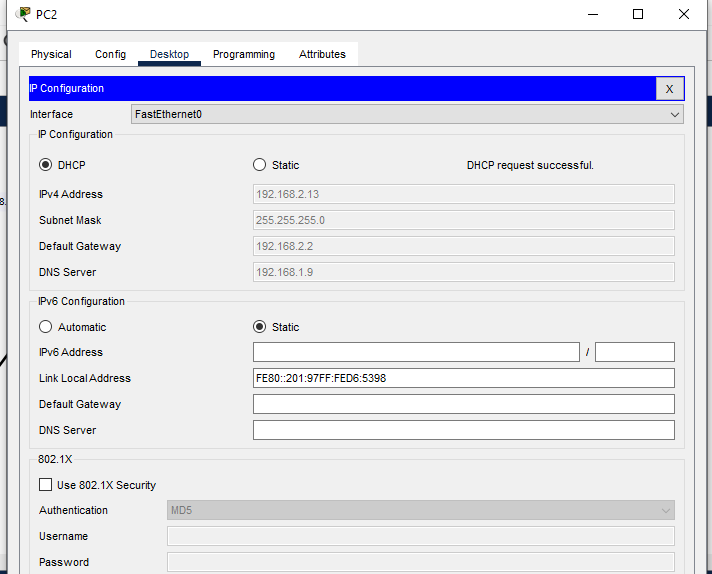 PC2
Physical Config Desktop Programming Attributes
IP Configuration X
Interface FastEthernet0
IP Configuration
DHCP Static DHCP request successful.
IPv4 Address 192.168.2.13
Subnet Mask 255.255.255.0
Default Gateway 192.168.2.2
DNS Server 192.168.1.9
IPv6 Configuration
Automatic Static
IPv6 Address /
Link Local Address FE80::201:97FF:FED6:5398
Default Gateway
DNS Server
802.1X
Use 802.1X Security
Authentication MD5
Username
Password